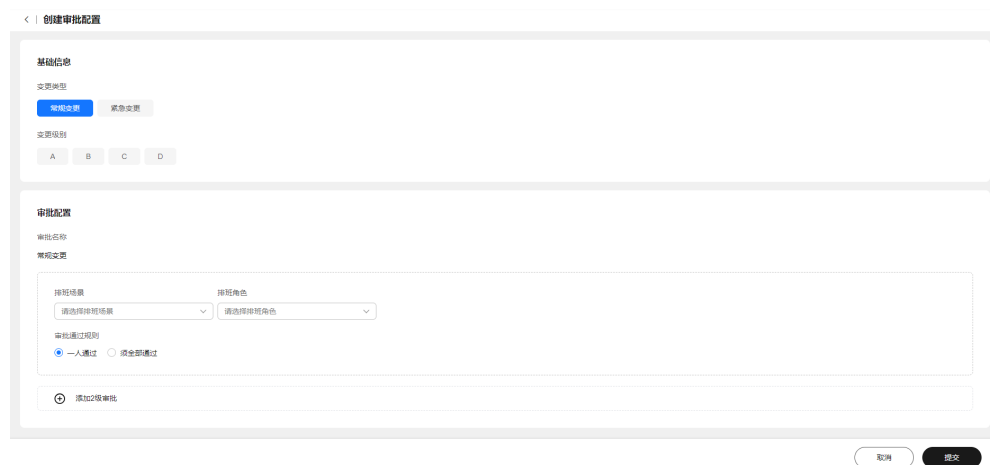 创建审批配置
基础信息
变更类型
常规变更 紧急变更
变更级别
A B C D
审批配置
审批名称
常规变更
排班场景 排班角色
请选择排班场景 请选择排班角色
审批通过规则
一人通过 须全部通过
添加2级审批
取消 提交